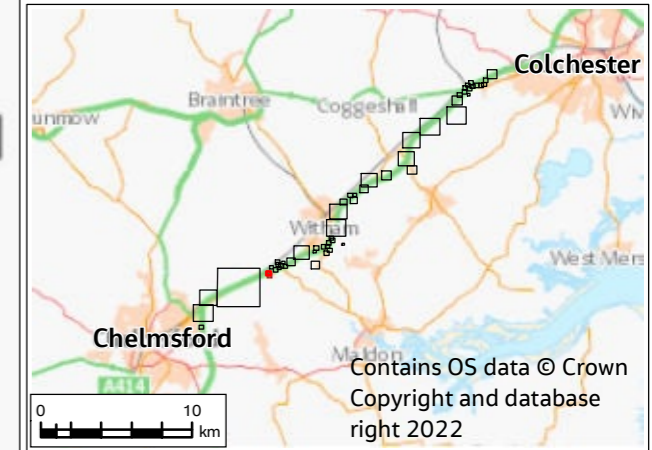 Colchester
Braintree
Coggeshall
unmow
Witham
West Mers
Chelmsford
Maldon
Contains OS data © Crown
Copyright and database
right 2022
A414
0 10
km